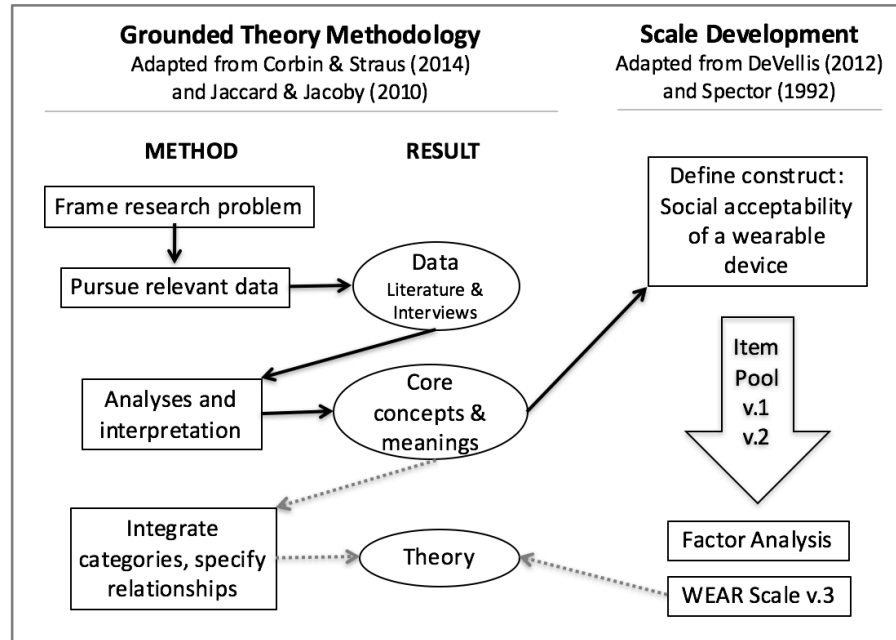 Grounded Theory Methodology
Adapted from Corbin & Straus (2014)
and Jaccard & Jacoby (2010)
METHOD
RESULT
Frame research problem
Pursue relevant data
Data
Literature &
Interviews
Analyses and
interpretation
Core
concepts &
meanings
Integrate
categories, specify
relationships
Theory
Scale Development
Adapted from DeVellis (2012)
and Spector (1992)
Define construct:
Social acceptability
of a wearable
device
Item
Pool
v.1
v.2
Factor Analysis
WEAR Scale v.3